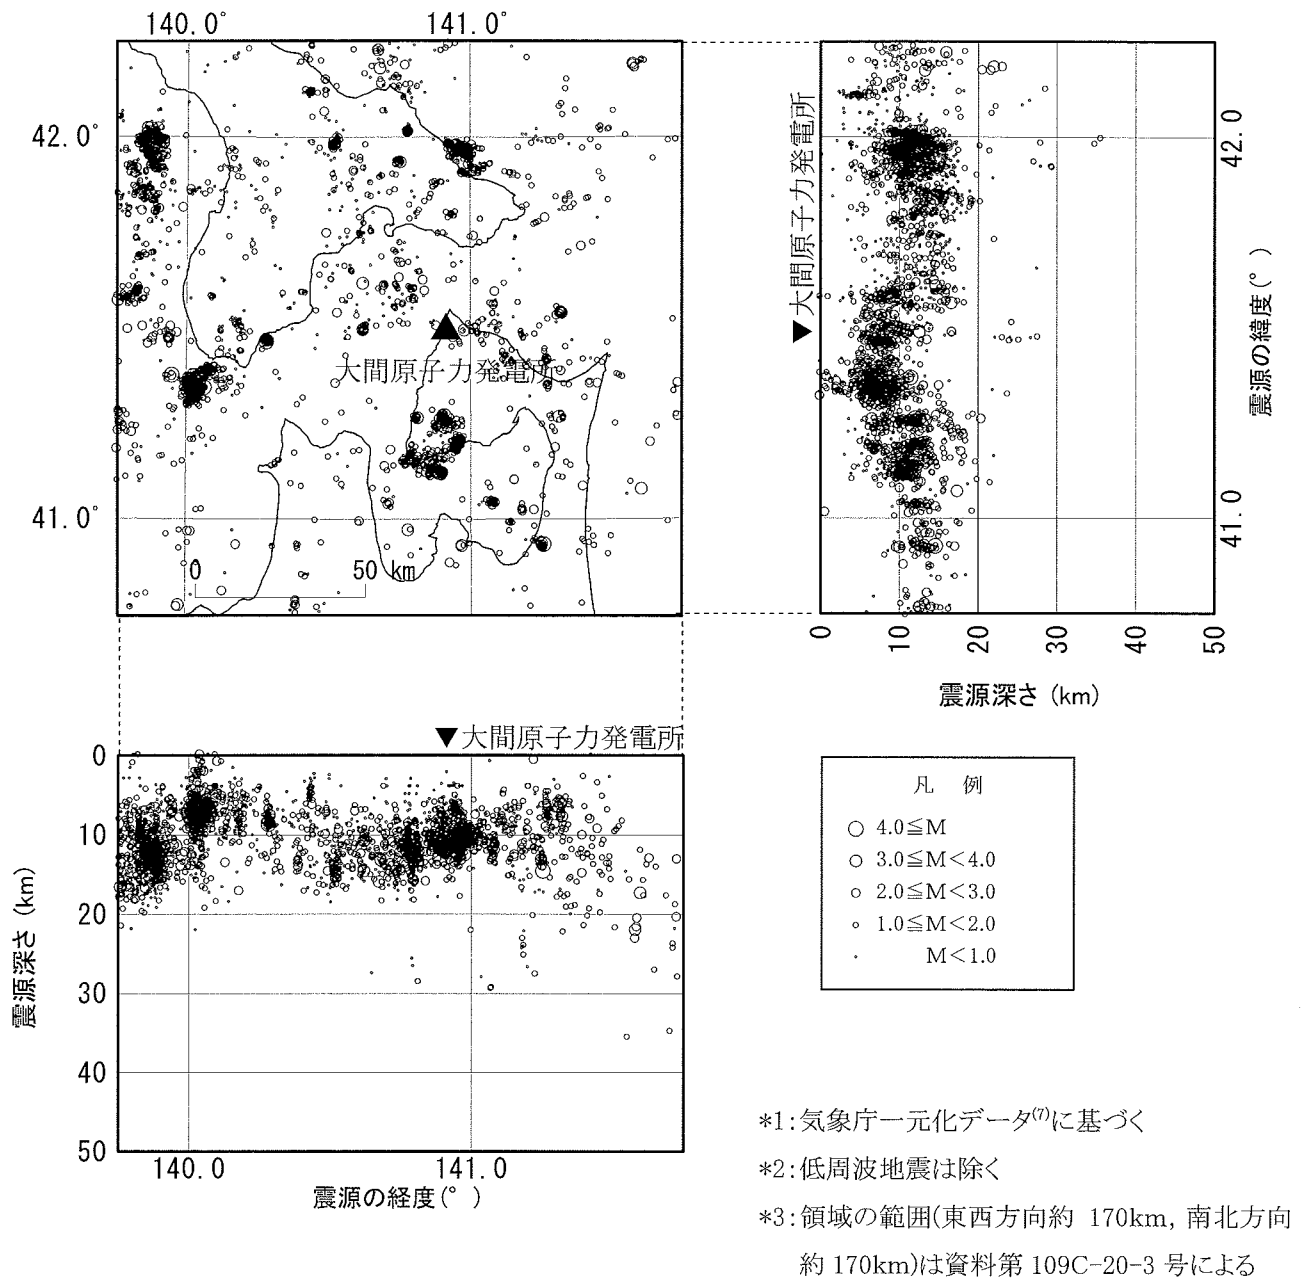 140.0° 141.0°
42.0°
41.0°
大間原子力発電所
0 50 km
▼大間原子力発電所
42.0
41.0
震源の緯度(°)
0 10 20 30 40 50
震源深さ (km)
▼大間原子力発電所
0
10
20
30
40
50
震源深さ (km)
140.0 141.0
震源の経度(°)
凡 例
4.0≦M
3.0≦M<4.0
2.0≦M<3.0
1.0≦M<2.0
M<1.0
*1:気象庁一元化データ(7)に基づく
*2:低周波地震は除く
*3:領域の範囲(東西方向約 170km, 南北方向
約 170km)は資料第 109C-20-3 号による